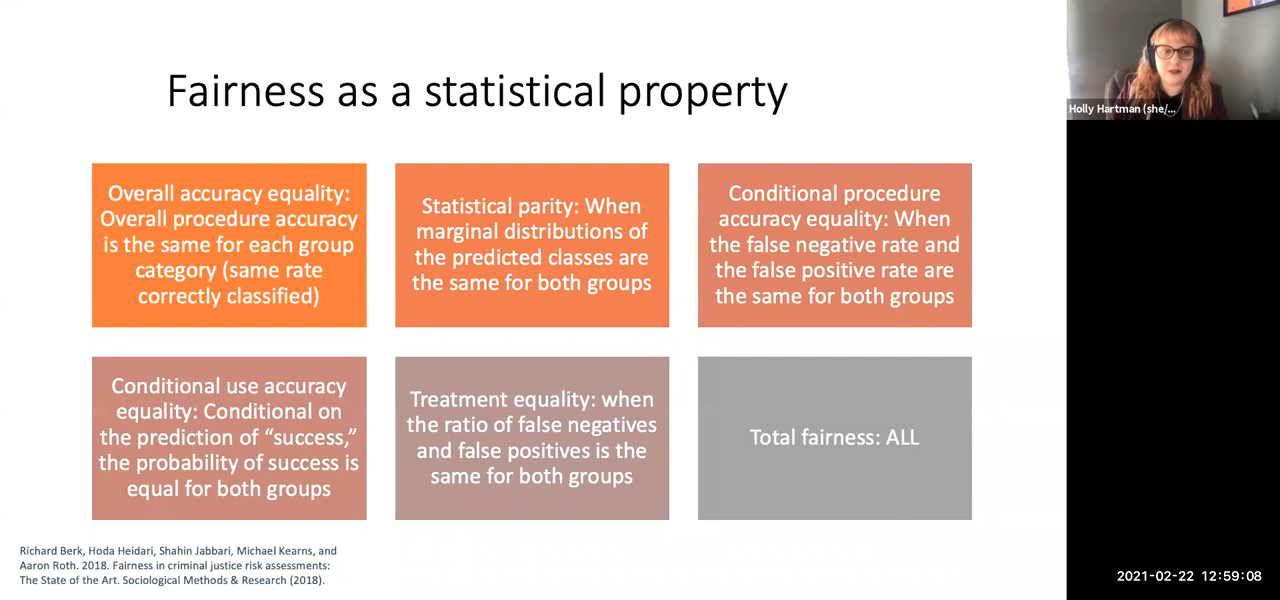 Fairness as a statistical property
Overall accuracy equality:
Overall procedure accuracy
is the same for each group
category (same rate
correctly classified)
Statistical parity: When
marginal distributions of
the predicted classes are
the same for both groups
Conditional procedure
accuracy equality: When
the false negative rate and
the false positive rate are
the same for both groups
Conditional use accuracy
equality: Conditional on
the prediction of “success,”
the probability of success is
equal for both groups
Treatment equality: when
the ratio of false negatives
and false positives is the
same for both groups
Total fairness: ALL
Richard Berk, Hoda Heidari, Shahin Jabbari, Michael Kearns, and
Aaron Roth. 2018. Fairness in criminal justice risk assessments:
The State of the Art. Sociological Methods & Research (2018).
Holly Hartman (she/...
2021-02-22 12:59:08